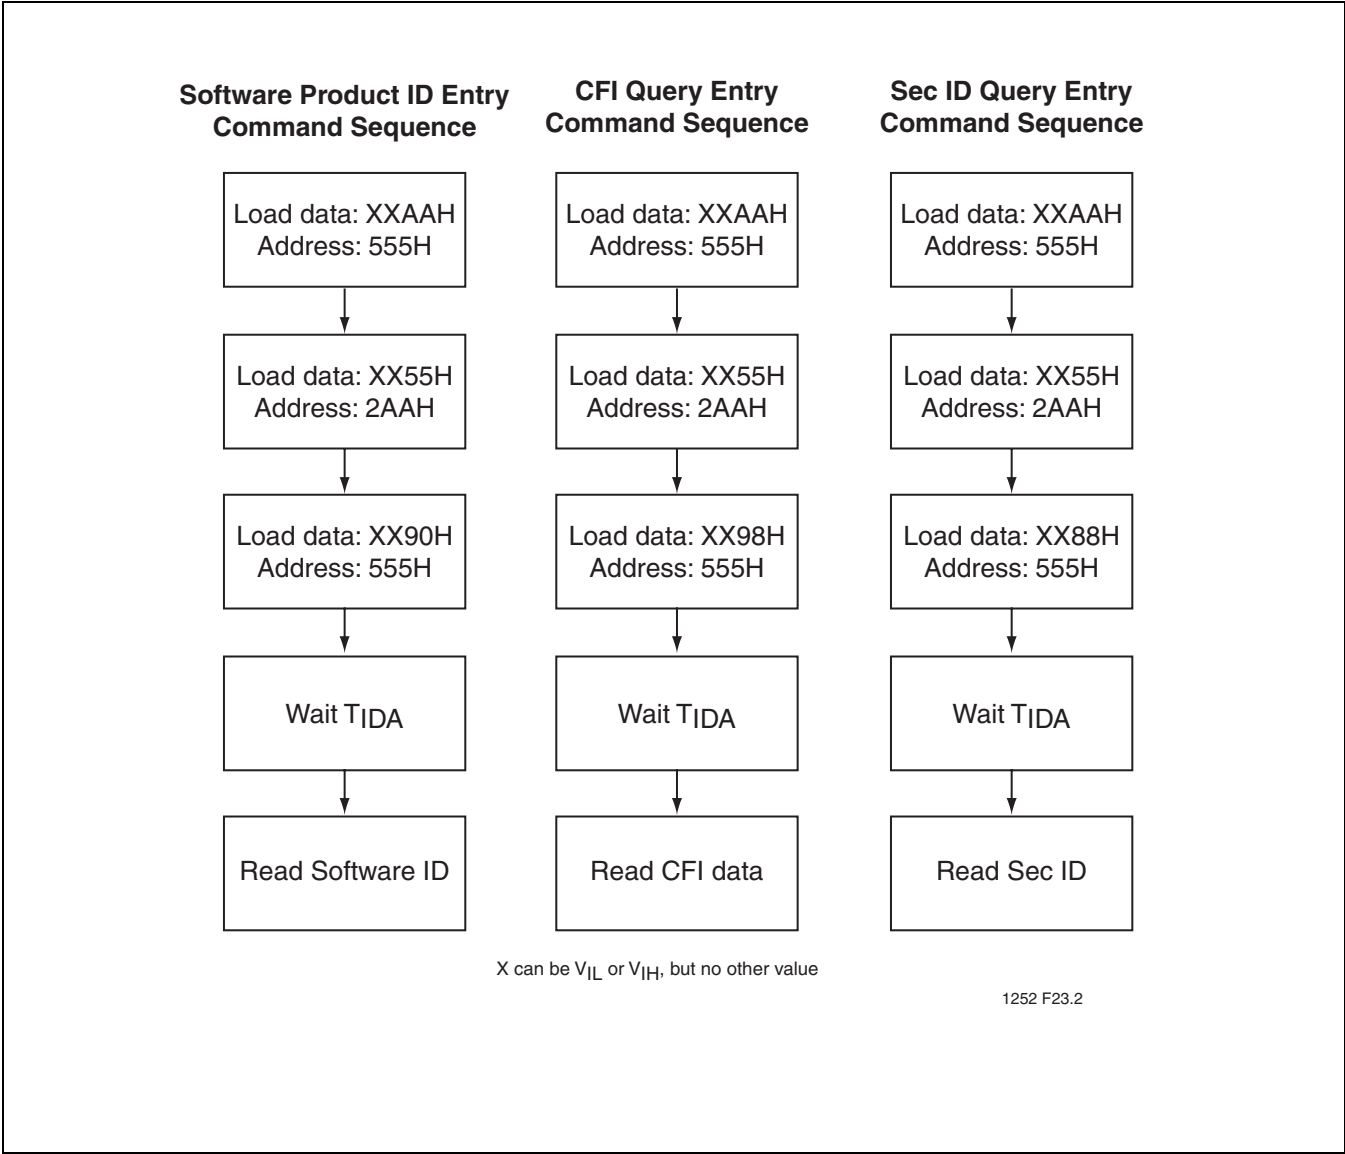 Software Product ID Entry
Command Sequence
Load data: XXAAH
Address: 555H
Load data: XX55H
Address: 2AAH
Load data: XX90H
Address: 555H
Wait TIDA
Read Software ID
CFI Query Entry
Command Sequence
Load data: XXAAH
Address: 555H
Load data: XX55H
Address: 2AAH
Load data: XX98H
Address: 555H
Wait TIDA
Read CFI data
Sec ID Query Entry
Command Sequence
Load data: XXAAH
Address: 555H
Load data: XX55H
Address: 2AAH
Load data: XX88H
Address: 555H
Wait TIDA
Read Sec ID
X can be VIL or VIH, but no other value
1252 F23.2